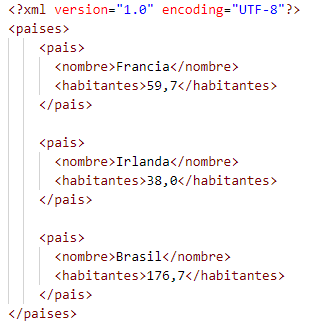 <?xml version="1.0" encoding="UTF-8"?>
<paises>
<pais>
<nombre>Francia</nombre>
<habitantes>59,7</habitantes>
</pais>
<pais>
<nombre>Irlanda</nombre>
<habitantes>38,0</habitantes>
</pais>
<pais>
<nombre>Brasil</nombre>
<habitantes>176,7</habitantes>
</pais>
</paises>